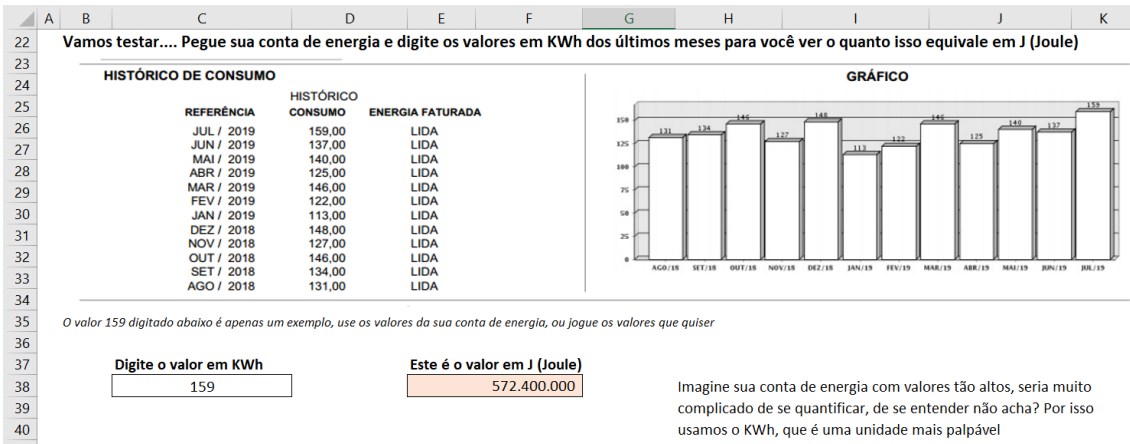 A B C D E F G H I J K
22 Vamos testar.... Pegue sua conta de energia e digite os valores em KWh dos últimos meses para você ver o quanto isso equivale em J (Joule)
23
24 HISTÓRICO DE CONSUMO
HISTÓRICO
25 REFERÊNCIA CONSUMO ENERGIA FATURADA
26 JUL / 2019 159,00 LIDA
JUN / 2019 137,00 LIDA
27 MAI / 2019 140,00 LIDA
28 ABR / 2019 125,00 LIDA
29 MAR / 2019 146,00 LIDA
FEV / 2019 122,00 LIDA
30 JAN / 2019 113,00 LIDA
31 DEZ / 2018 148,00 LIDA
NOV / 2018 127,00 LIDA
32 OUT / 2018 146,00 LIDA
33 SET / 2018 134,00 LIDA
AGO / 2018 131,00 LIDA
34
GRÁFICO
150
125
100
75
50
25
0
131 134 146 127 148 113 122 146 125 140 137 159
AGO/18 SET/18 OUT/18 NOV/18 DEZ/18 JAN/19 FEV/19 MAR/19 ABR/19 MAI/19 JUN/19 JUL/19
35 O valor 159 digitado abaixo é apenas um exemplo, use os valores da sua conta de energia, ou jogue os valores que quiser
36
37 Digite o valor em KWh Este é o valor em J (Joule)
38 159 572.400.000
39
40
Imagine sua conta de energia com valores tão altos, seria muito
complicado de se quantificar, de se entender não acha? Por isso
usamos o KWh, que é uma unidade mais palpável